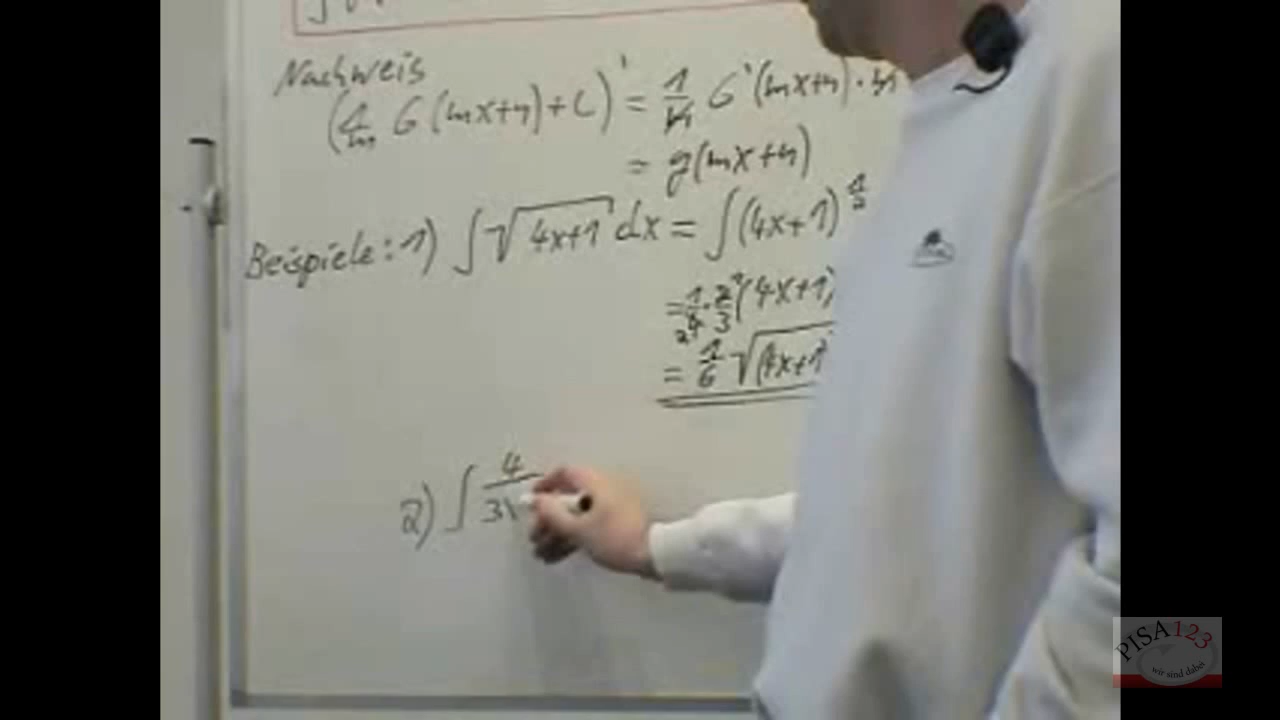 Nachweis
(1/m G(mx+n)+C)' = 1/m G'(mx+n)·m
= g(mx+n)
Beispiele: 1) ∫√4x+1 dx = ∫(4x+1)^1/2
= 1/4 · 2/3 (4x+1)
= 1/6 √(4x+1)
2) ∫ 4/3
PISA123
wir sind dabei